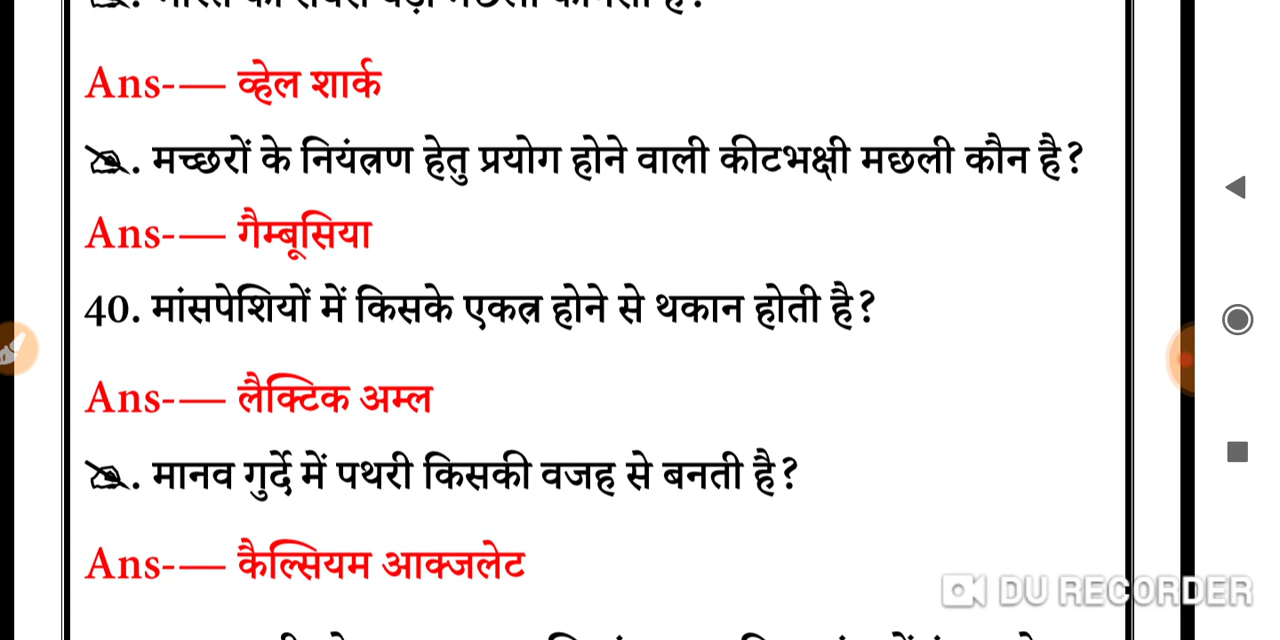 Ans-— व्हेल शार्क
. मच्छरों के नियंत्रण हेतु प्रयोग होने वाली कीटभक्षी मछली कौन है?
Ans-— गैम्बूसिया
40. मांसपेशियों में किसके एकत्र होने से थकान होती है?
Ans-— लैक्टिक अम्ल
. मानव गुर्दे में पथरी किसकी वजह से बनती है?
Ans-— कैल्सियम आक्जलेट
DU RECORDER